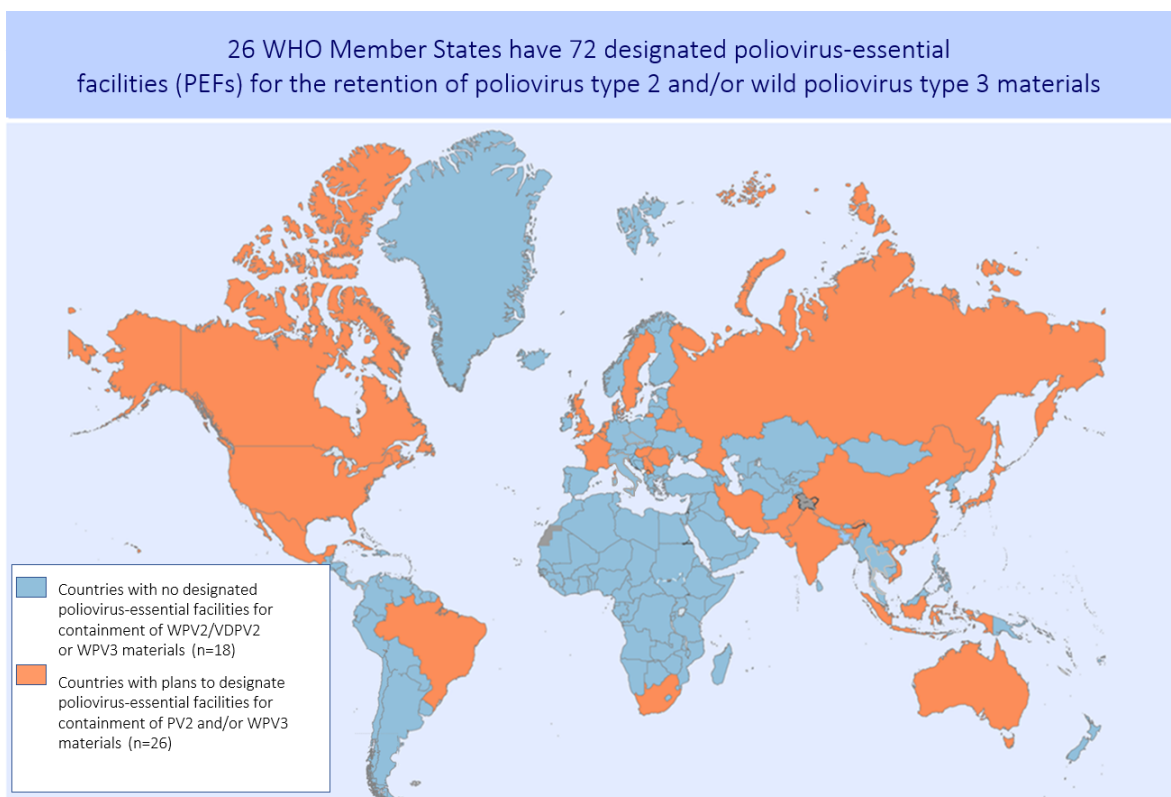 26 WHO Member States have 72 designated poliovirus-essential
facilities (PEFs) for the retention of poliovirus type 2 and/or wild poliovirus type 3 materials
Countries with no designated
poliovirus-essential facilities for
containment of WPV2/VDPV2
or WPV3 materials (n=18)
Countries with plans to designate
poliovirus-essential facilities for
containment of PV2 and/or WPV3
materials (n=26)